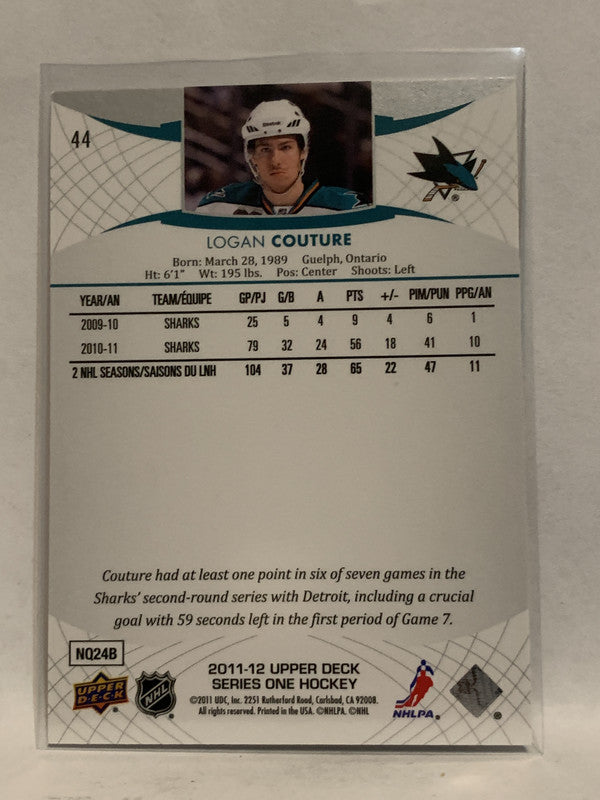 44
Reebok
LOGAN COUTURE
Born: March 28, 1989 Guelph, Ontario
Ht: 6'1" Wt: 195 lbs. Pos: Center Shoots: Left
YEAR/AN TEAM/ÉQUIPE GP/PJ G/B A PTS +/- PIM/PUN PPG/AN
2009-10 SHARKS 25 5 4 9 4 6 1
2010-11 SHARKS 79 32 24 56 18 41 10
2 NHL SEASONS/SAISONS DU LNH 104 37 28 65 22 47 11
Couture had at least one point in six of seven games in the
Sharks' second-round series with Detroit, including a crucial
goal with 59 seconds left in the first period of Game 7.
NQ24B
UPPER DECK
NHL
2011-12 UPPER DECK
SERIES ONE HOCKEY
©2011 UDC, Inc. 2251 Rutherford Road, Carlsbad, CA 92008.
All rights reserved. Printed in the USA. ©NHLPA. ©NHL
NHLPA.